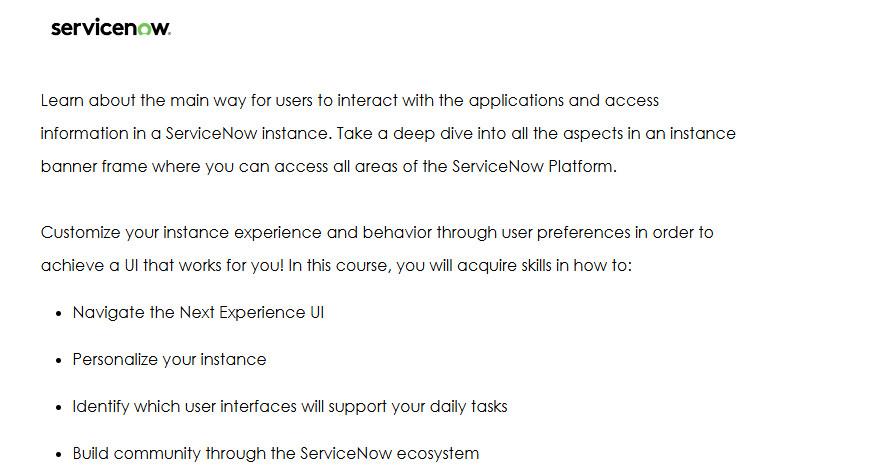 servicenow.
Learn about the main way for users to interact with the applications and access
information in a ServiceNow instance. Take a deep dive into all the aspects in an instance
banner frame where you can access all areas of the ServiceNow Platform.
Customize your instance experience and behavior through user preferences in order to
achieve a UI that works for you! In this course, you will acquire skills in how to:
• Navigate the Next Experience UI
• Personalize your instance
• Identify which user interfaces will support your daily tasks
• Build community through the ServiceNow ecosystem